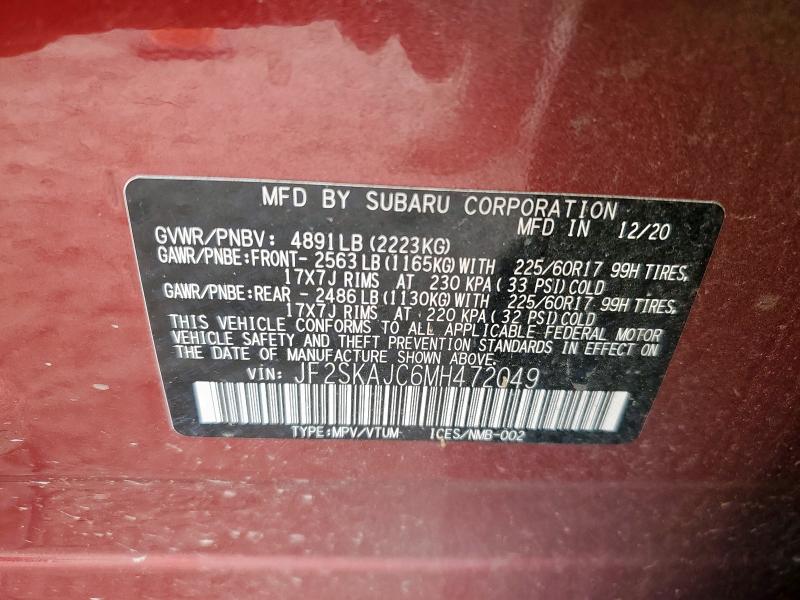 MFD BY SUBARU CORPORATION
MFD IN 12/20
GVWR/PNBV: 4891LB(2223KG)
GAWR/PNBE:FRONT- 2563LB(1165KG)WITH 225/60R17 99H TIRES,
17X7J RIMS AT 230 KPA(33 PSI)COLD
GAWR/PNBE:REAR - 2486LB(1130KG)WITH 225/60R17 99H TIRES,
17X7J RIMS AT 220 KPA(32 PSI)COLD
THIS VEHICLE CONFORMS TO ALL APPLICABLE FEDERAL MOTOR
VEHICLE SAFETY AND THEFT PREVENTION STANDARDS IN EFFECT ON
THE DATE OF MANUFACTURE SHOWN ABOVE.
VIN: JF2SKAJC6MH472049
TYPE:MPV/VTUM ICES/NMB-002